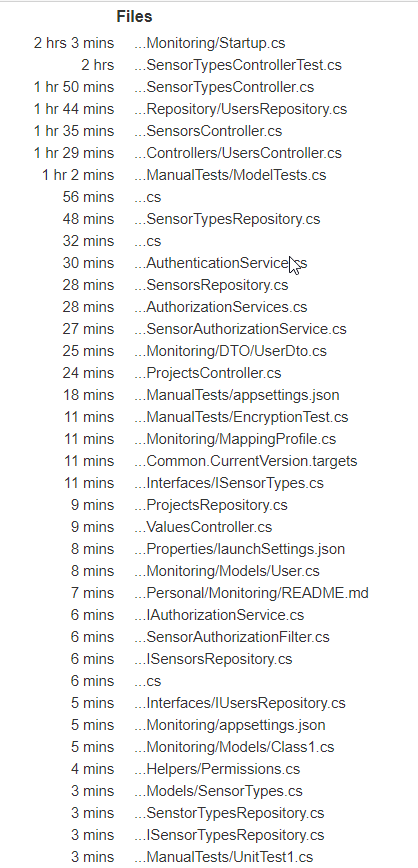 Files
2 hrs 3 mins ...Monitoring/Startup.cs
2 hrs ...SensorTypesControllerTest.cs
1 hr 50 mins ...SensorTypesController.cs
1 hr 44 mins ...Repository/UsersRepository.cs
1 hr 35 mins ...SensorsController.cs
1 hr 29 mins ...Controllers/UsersController.cs
1 hr 2 mins ...ManualTests/ModelTests.cs
56 mins ...cs
48 mins ...SensorTypesRepository.cs
32 mins ...cs
30 mins ...AuthenticationService.cs
28 mins ...SensorsRepository.cs
28 mins ...AuthorizationServices.cs
27 mins ...SensorAuthorizationService.cs
25 mins ...Monitoring/DTO/UserDto.cs
24 mins ...ProjectsController.cs
18 mins ...ManualTests/appsettings.json
11 mins ...ManualTests/EncryptionTest.cs
11 mins ...Monitoring/MappingProfile.cs
11 mins ...Common.CurrentVersion.targets
11 mins ...Interfaces/ISensorTypes.cs
9 mins ...ProjectsRepository.cs
9 mins ...ValuesController.cs
8 mins ...Properties/launchSettings.json
8 mins ...Monitoring/Models/User.cs
7 mins ...Personal/Monitoring/README.md
6 mins ...IAuthorizationService.cs
6 mins ...SensorAuthorizationFilter.cs
6 mins ...ISensorsRepository.cs
6 mins ...cs
5 mins ...Interfaces/IUsersRepository.cs
5 mins ...Monitoring/appsettings.json
5 mins ...Monitoring/Models/Class1.cs
4 mins ...Helpers/Permissions.cs
3 mins ...Models/SensorTypes.cs
3 mins ...SenstorTypesRepository.cs
3 mins ...ISensorTypesRepository.cs
3 mins ...ManualTests/UnitTest1.cs